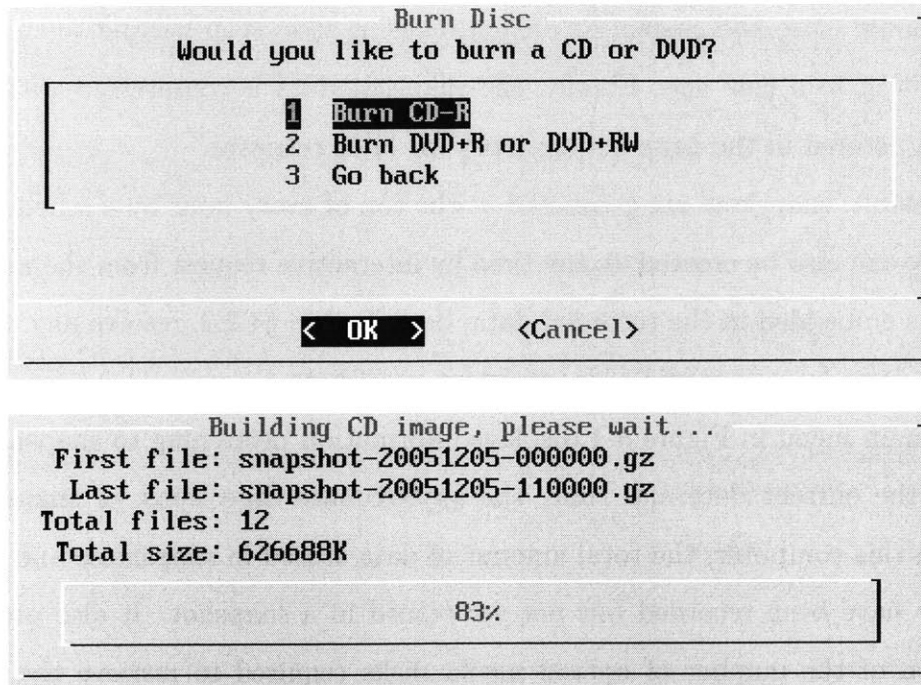 Burn Disc
Would you like to burn a CD or DVD?
1 Burn CD-R
2 Burn DVD+R or DVD+RW
3 Go back
< OK > <Cancel>
Building CD image, please wait...
First file: snapshot-20051205-000000.gz
Last file: snapshot-20051205-110000.gz
Total files: 12
Total size: 626688K
83%